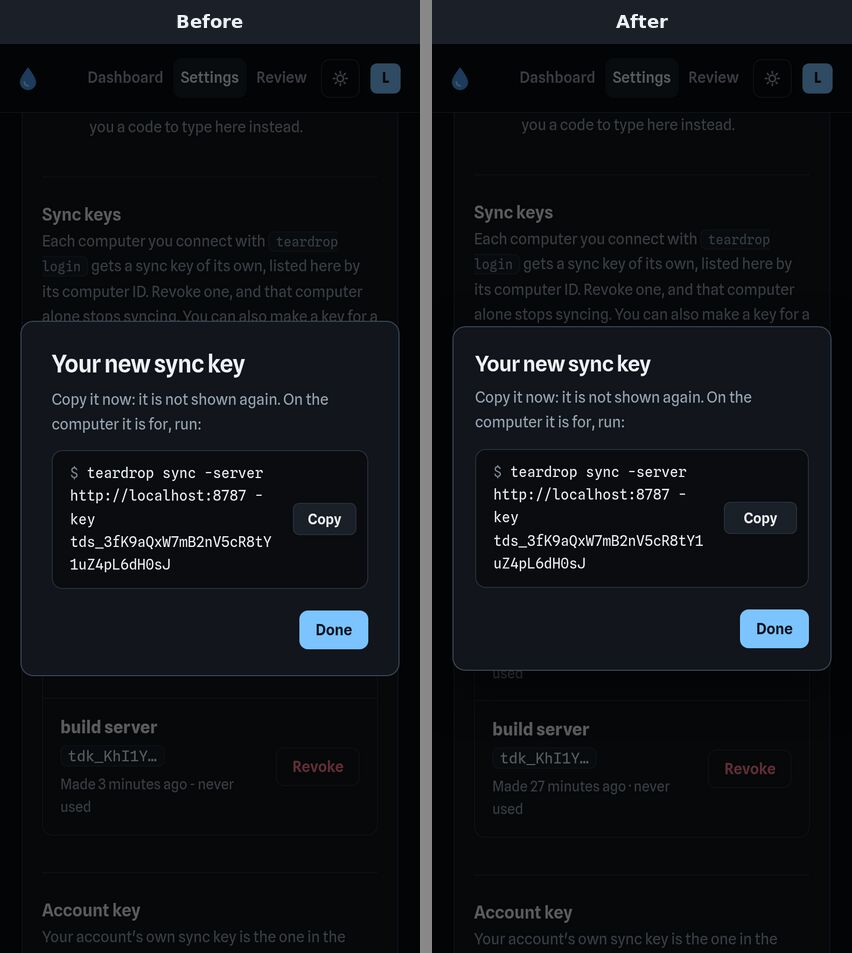 Before
Dashboard Settings Review L
you a code to type here instead.
Sync keys
Each computer you connect with teardrop
login gets a sync key of its own, listed here by
its computer ID. Revoke one, and that computer
alone stops syncing. You can also make a key for a
Your new sync key
Copy it now: it is not shown again. On the
computer it is for, run:
$ teardrop sync -server
http://localhost:8787 -
key
tds_3fK9aQxW7mB2nV5cR8tY
1uZ4pL6dH0sJ
Copy
Done
build server
tdk_KhI1Y…
Made 3 minutes ago - never
used
Revoke
Account key
Your account's own sync key is the one in the
After
Dashboard Settings Review L
you a code to type here instead.
Sync keys
Each computer you connect with teardrop
login gets a sync key of its own, listed here by
its computer ID. Revoke one, and that computer
alone stops syncing. You can also make a key for a
Your new sync key
Copy it now: it is not shown again. On the
computer it is for, run:
$ teardrop sync -server
http://localhost:8787 -
key
tds_3fK9aQxW7mB2nV5cR8tY1
uZ4pL6dH0sJ
Copy
Done
used
build server
tdk_KhI1Y…
Made 27 minutes ago · never
used
Revoke
Account key
Your account's own sync key is the one in the